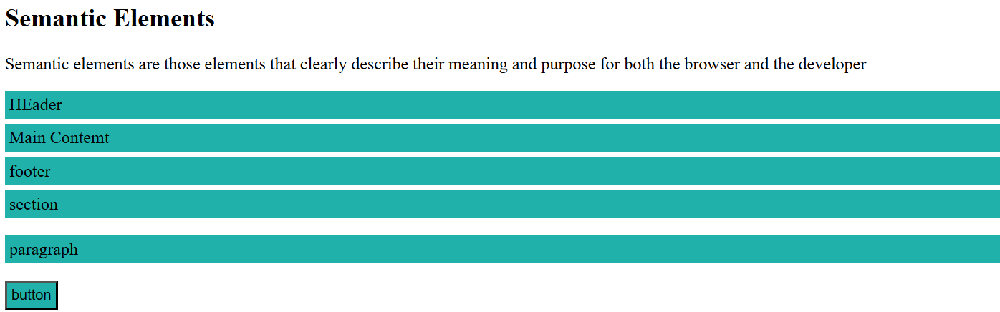 Semantic Elements
Semantic elements are those elements that clearly describe their meaning and purpose for both the browser and the developer
HEader
Main Contemt
footer
section
paragraph
button